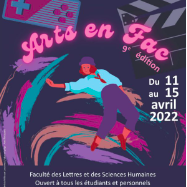 Arts en Fac
9e édition
Du 11
au 15
avril
2022
Faculté des Lettres et des Sciences Humaines
Ouvert à tous les étudiants et personnels